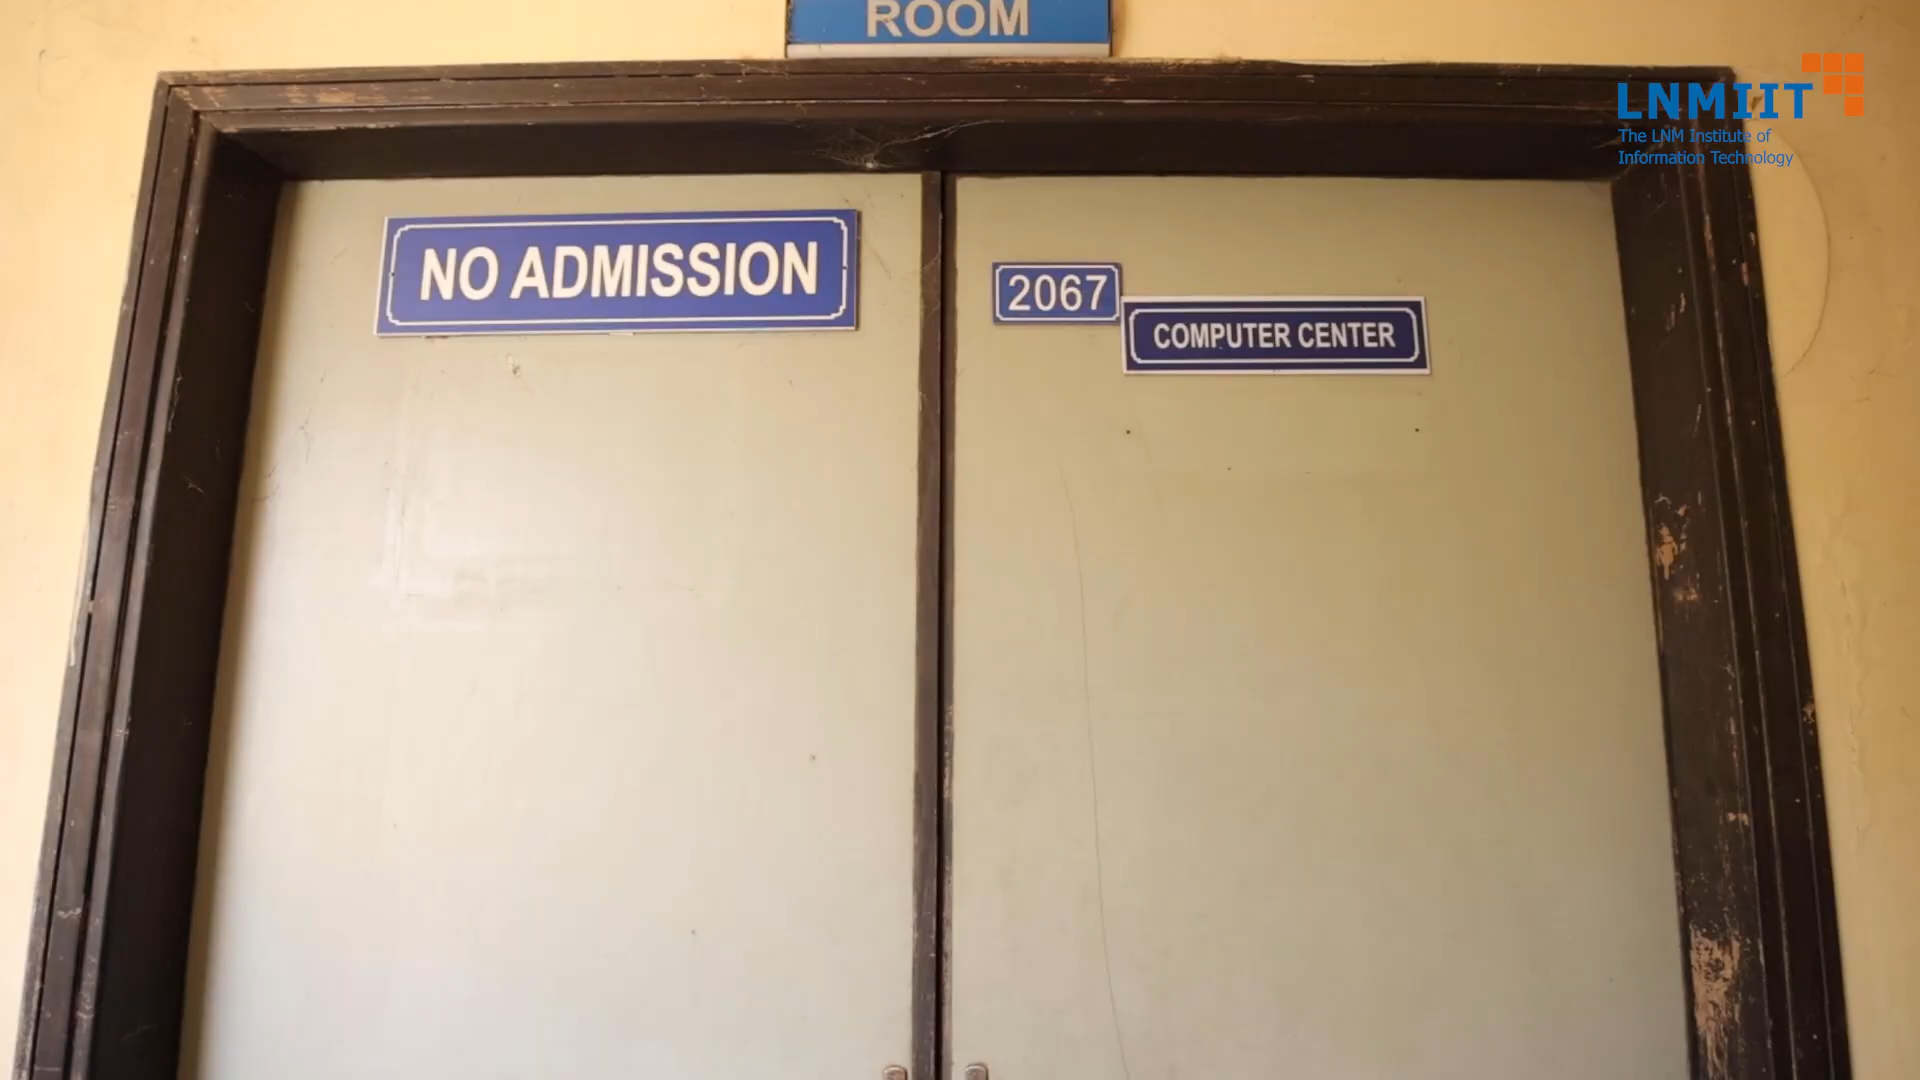 ROOM
LNMIIT
The LNM Institute of
Information Technology
NO ADMISSION
2067
COMPUTER CENTER